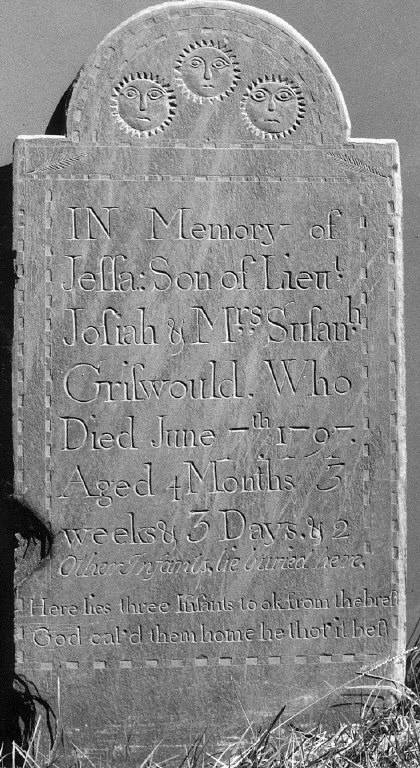 IN Memory of
Jeſſa: Son of Lieuᵗ.
Joſiah & Mʳˢ Suſanʰ
Griſwould. Who
Died June 7ᵗʰ 1797.
Aged 4 Months 3
weeks & 3 Days. & 2
Other Infants lie buried here.
Here lies three Infants took from the breſt
God cal'd them home he thot it beſt